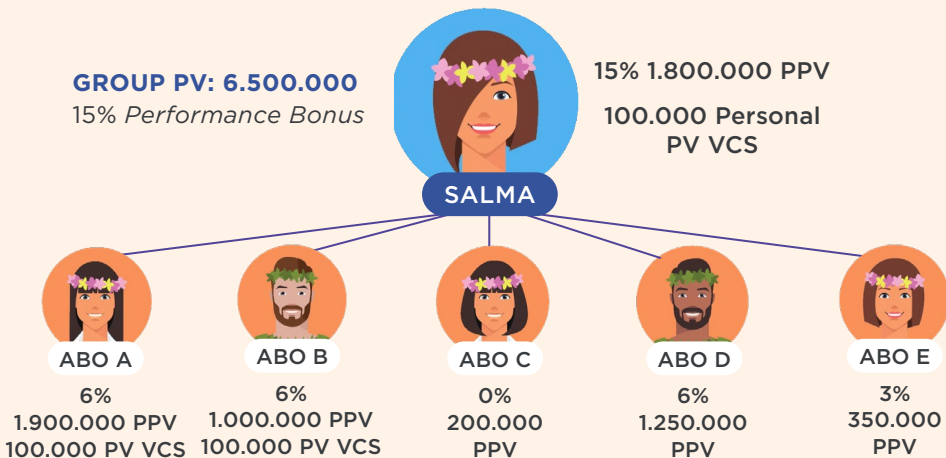 GROUP PV: 6.500.000
15% Performance Bonus
15% 1.800.000 PPV
100.000 Personal
PV VCS
SALMA
ABO A
6%
1.900.000 PPV
100.000 PV VCS
ABO B
6%
1.000.000 PPV
100.000 PV VCS
ABO C
0%
200.000
PPV
ABO D
6%
1.250.000
PPV
ABO E
3%
350.000
PPV